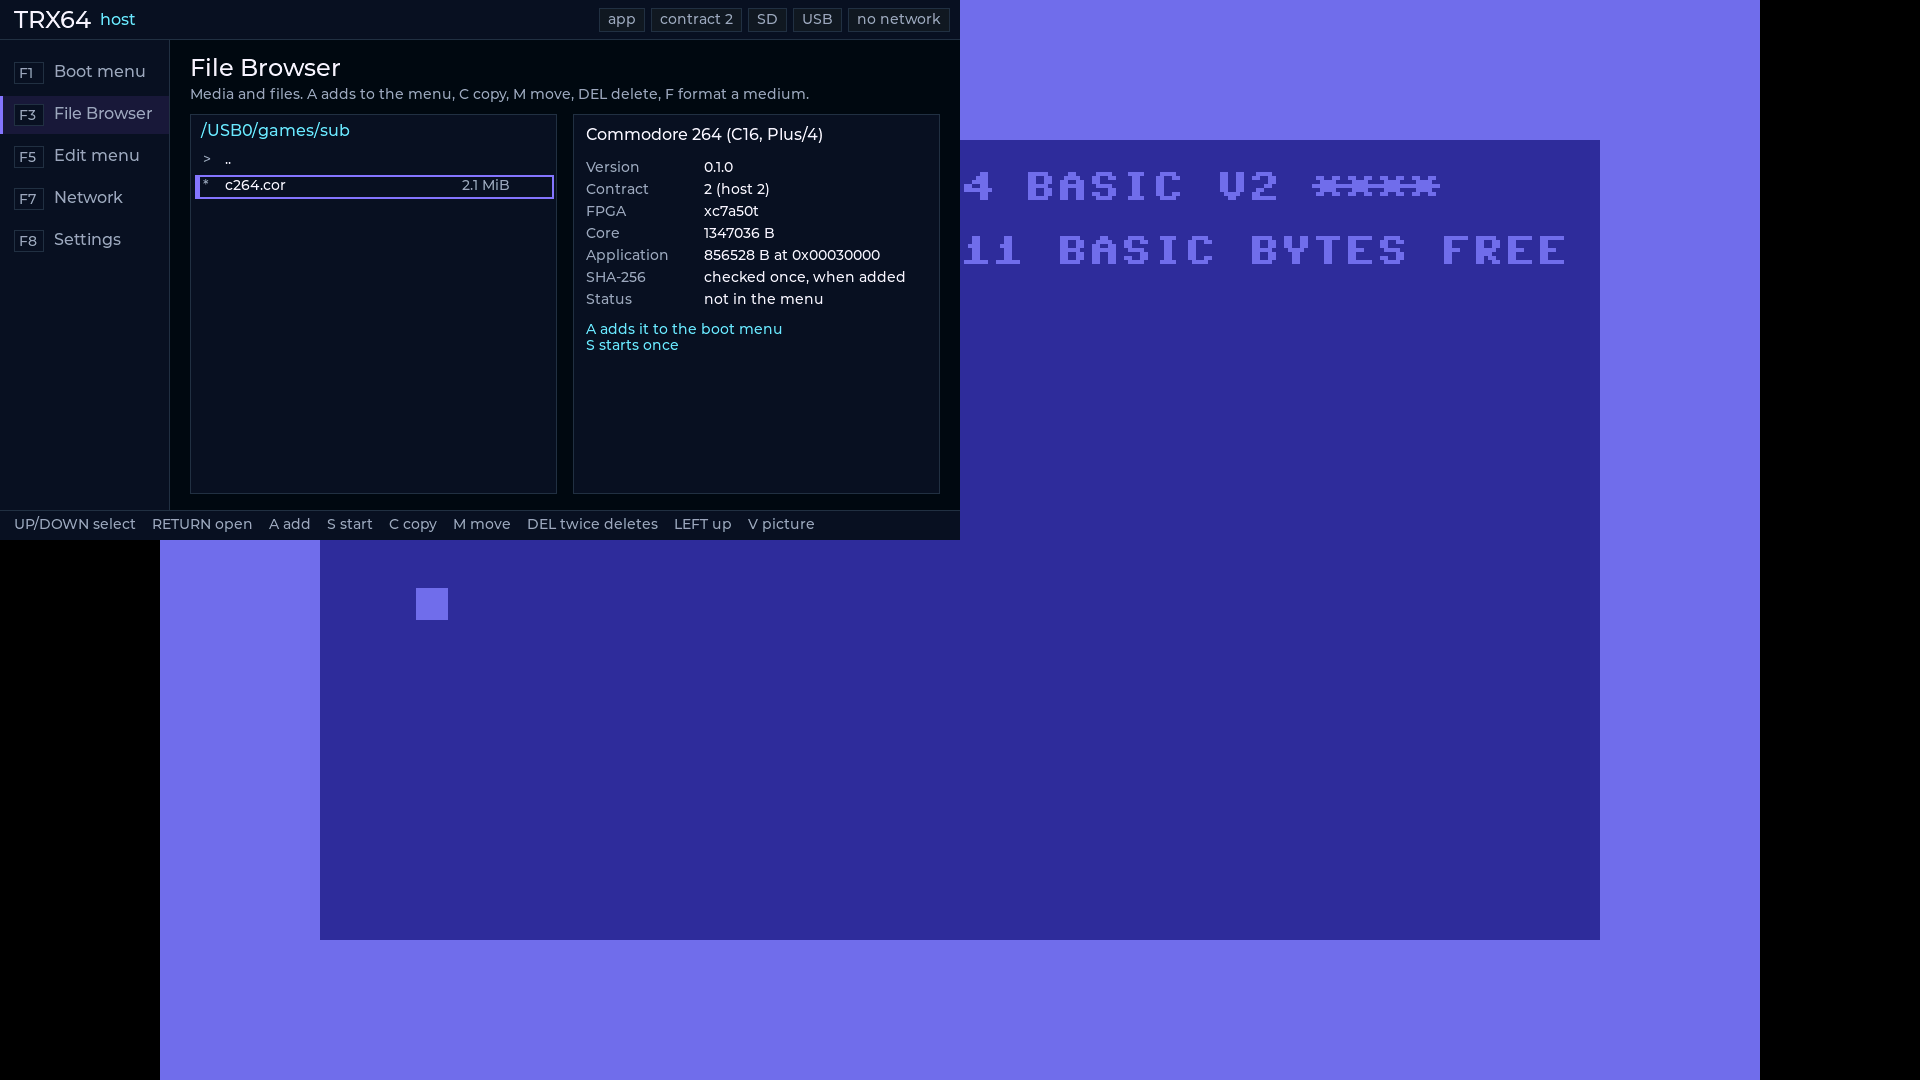 TRX64 host app contract 2 SD USB no network
F1 Boot menu
F3 File Browser
F5 Edit menu
F7 Network
F8 Settings
File Browser
Media and files. A adds to the menu, C copy, M move, DEL delete, F format a medium.
/USB0/games/sub
> ..
* c264.cor 2.1 MiB
Commodore 264 (C16, Plus/4)
Version 0.1.0
Contract 2 (host 2)
FPGA xc7a50t
Core 1347036 B
Application 856528 B at 0x00030000
SHA-256 checked once, when added
Status not in the menu
A adds it to the boot menu
S starts once
UP/DOWN select RETURN open A add S start C copy M move DEL twice deletes LEFT up V picture
4 BASIC V2 ****
11 BASIC BYTES FREE